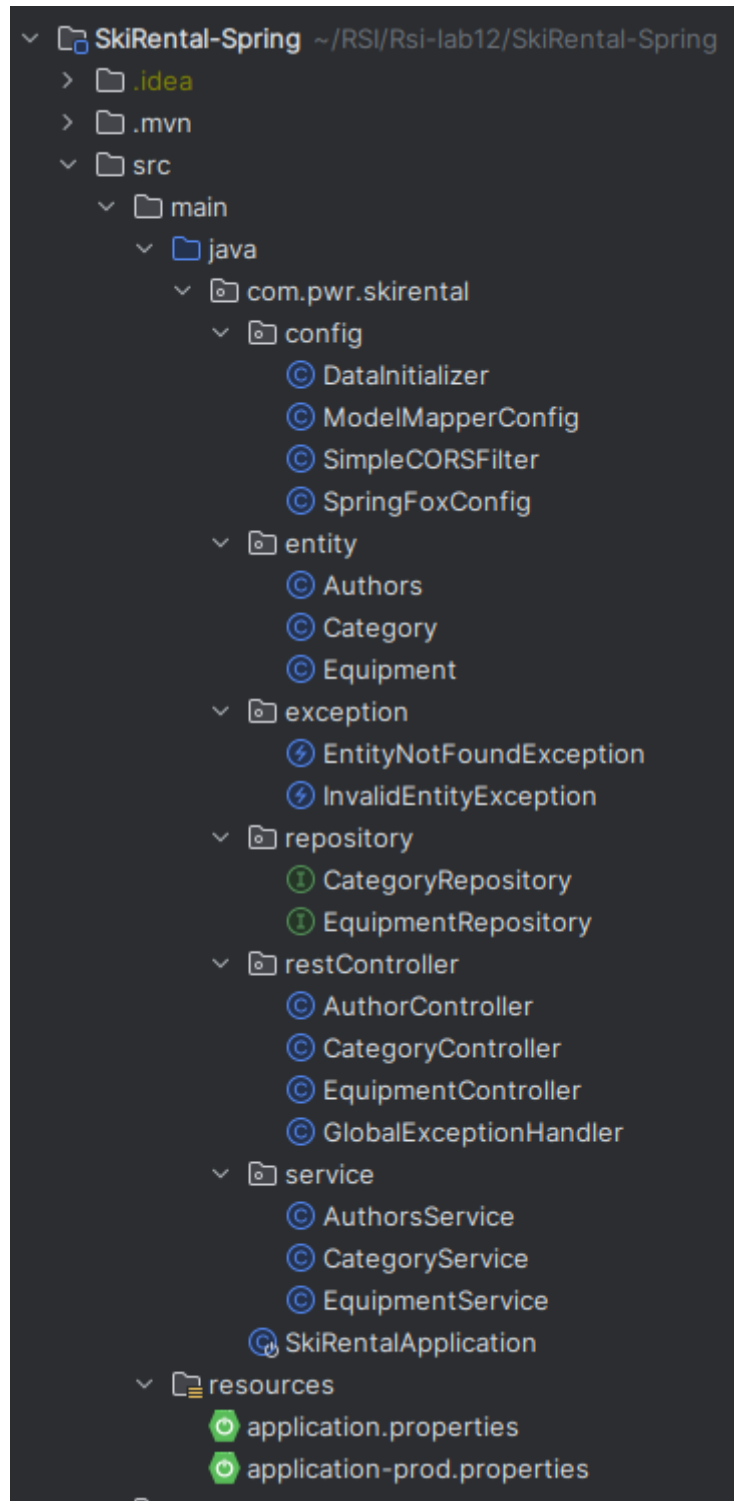 SkiRental-Spring ~/RSI/Rsi-lab12/SkiRental-Spring
.idea
.mvn
src
main
java
com.pwr.skirental
config
DataInitializer
ModelMapperConfig
SimpleCORSFilter
SpringFoxConfig
entity
Authors
Category
Equipment
exception
EntityNotFoundException
InvalidEntityException
repository
CategoryRepository
EquipmentRepository
restController
AuthorController
CategoryController
EquipmentController
GlobalExceptionHandler
service
AuthorsService
CategoryService
EquipmentService
SkiRentalApplication
resources
application.properties
application-prod.properties